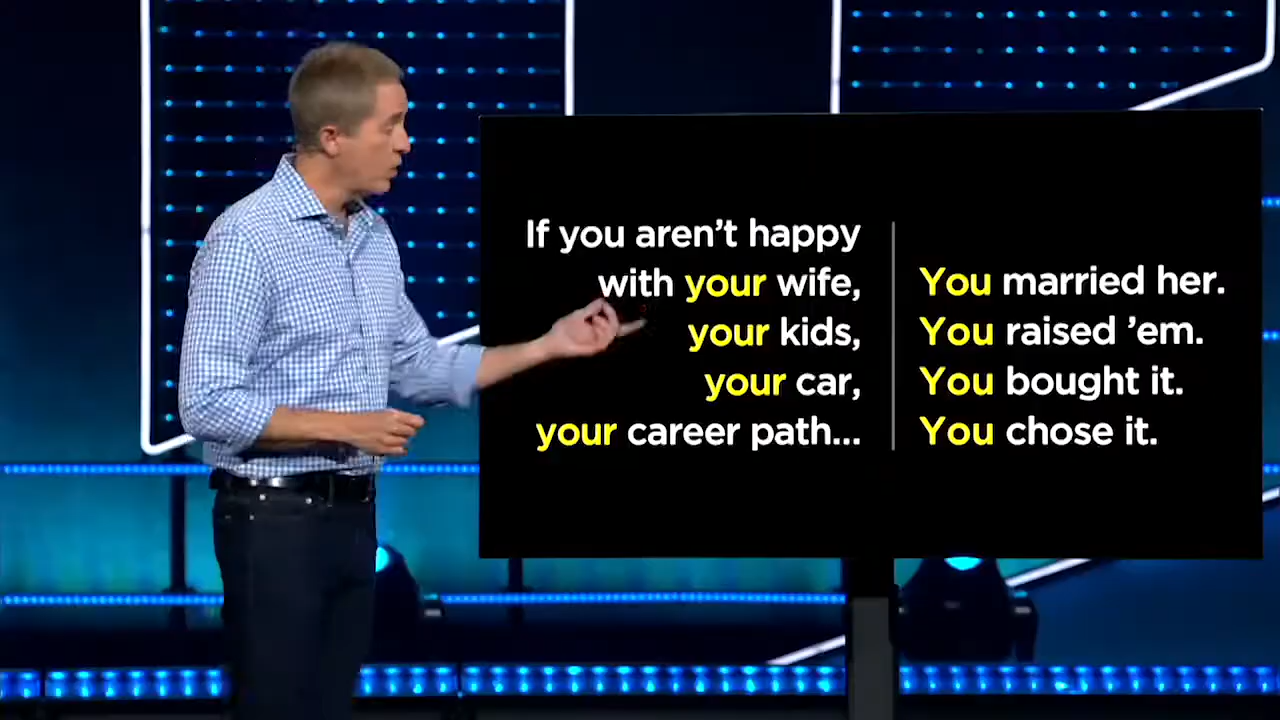 If you aren't happy
with your wife,
your kids,
your car,
your career path...
You married her.
You raised 'em.
You bought it.
You chose it.